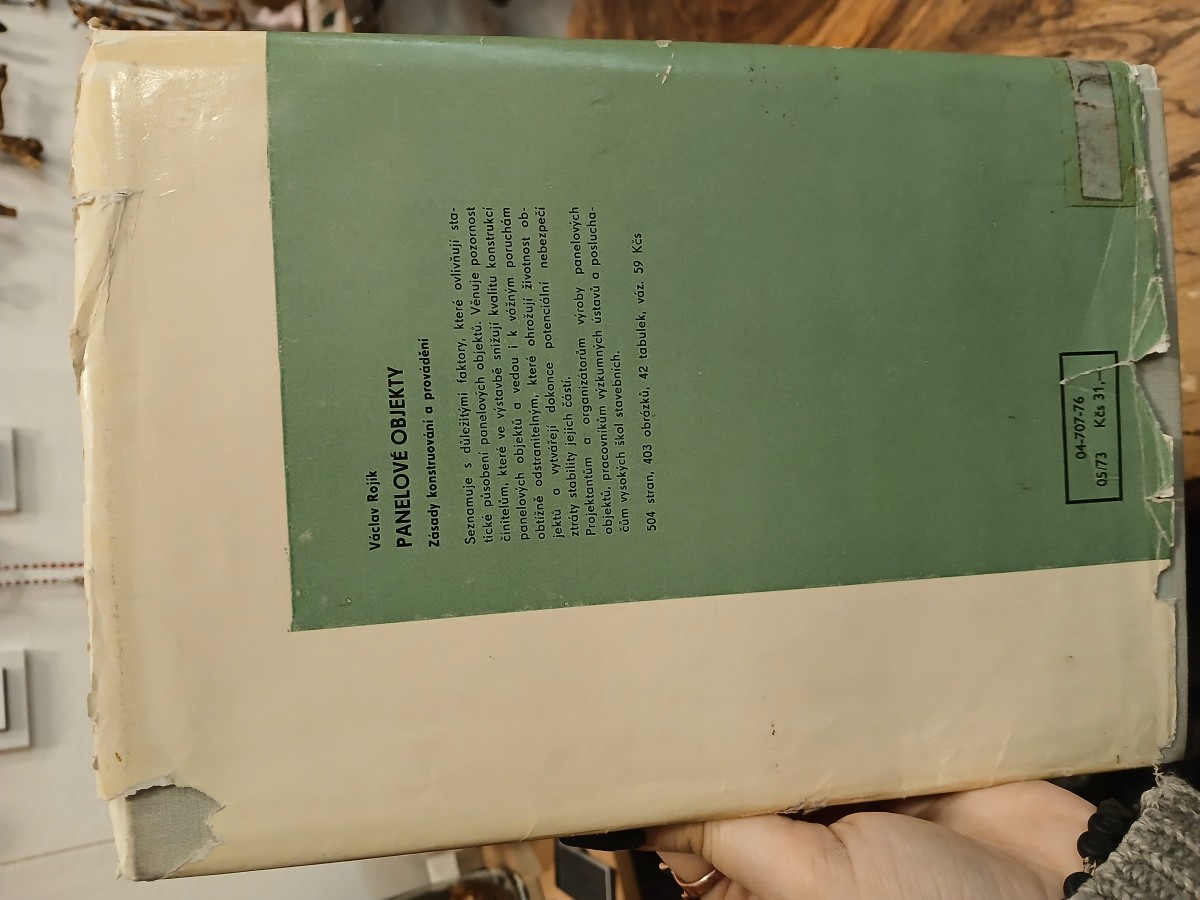 Václav Rojík
PANELOVÉ OBJEKTY
Zásady konstruování a provádění
Seznamuje s důležitými faktory, které ovlivňují sta-
tické působení panelových objektů. Věnuje pozornost
činitelům, které ve výstavbě snižují kvalitu konstrukcí
panelových objektů a vedou i k vážným poruchám
obtížně odstranitelným, které ohrožují životnost ob-
jektů a vytvářejí dokonce potenciální nebezpečí
ztráty stability jejich částí.
Projektantům a organizátorům výroby panelových
objektů, pracovníkům výzkumných ústavů a poslucha-
čům vysokých škol stavebních.
504 stran, 403 obrázků, 42 tabulek, váz. 59 Kčs
04-707-76
05/73 Kčs 31,—